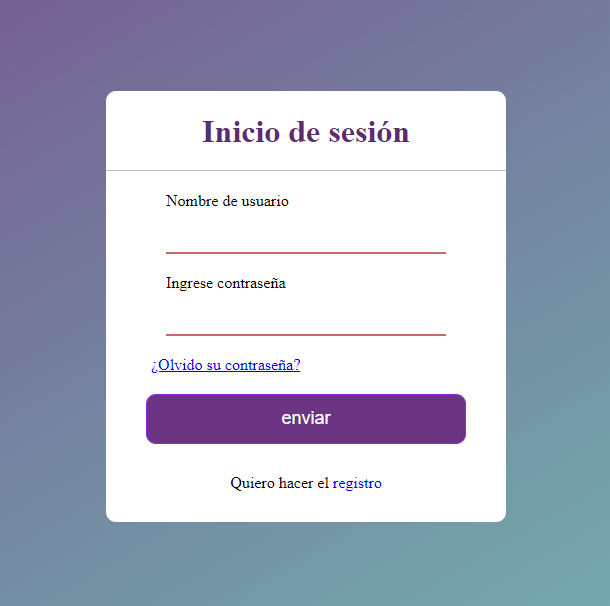 Inicio de sesión
Nombre de usuario
Ingrese contraseña
¿Olvido su contraseña?
enviar
Quiero hacer el registro